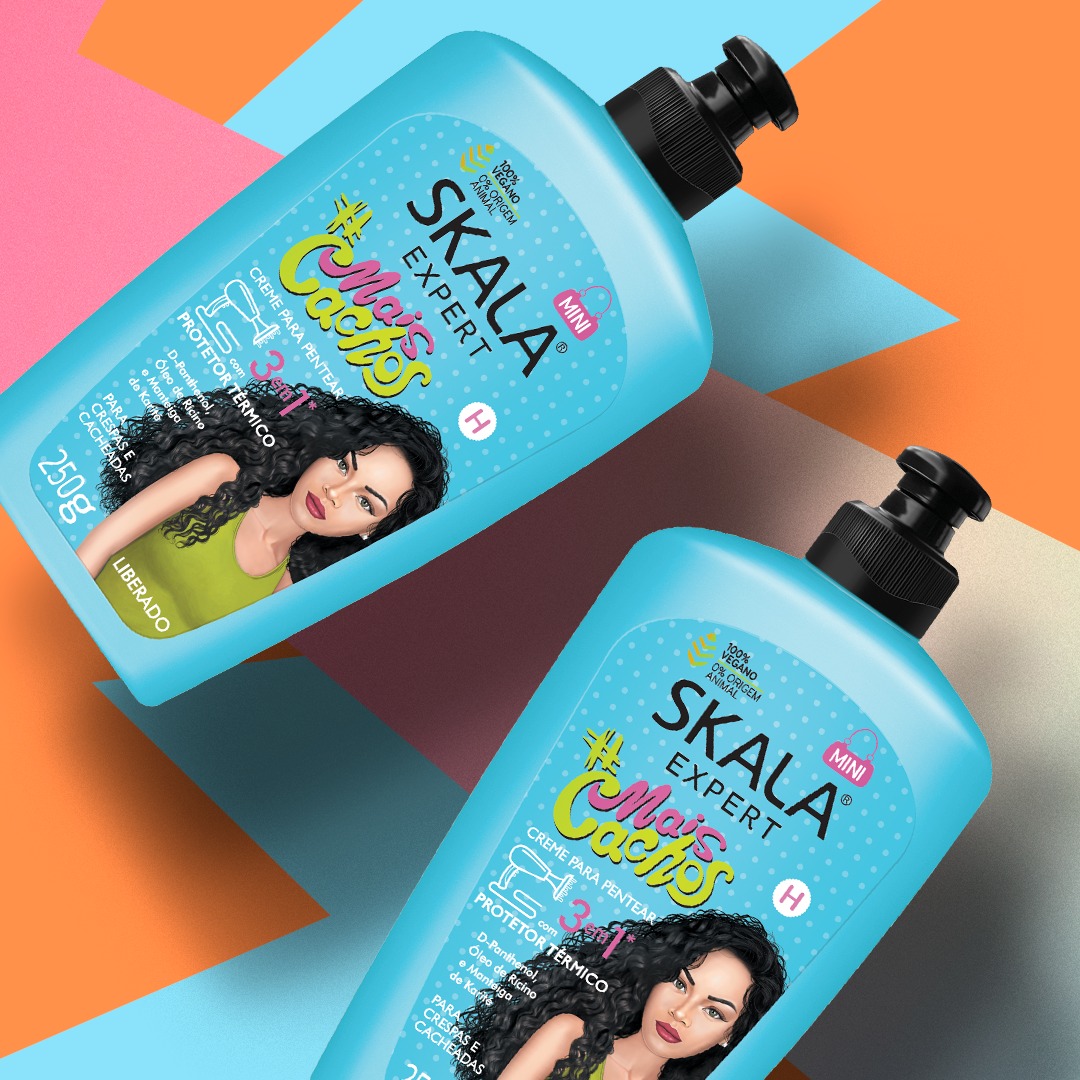 100%
VEGANO
0% ORIGEM
ANIMAL
SKALA®
EXPERT
MINI
#Mais
Cachos
H
CREME PARA PENTEAR
3 em 1*
com
PROTETOR TÉRMICO
D-Panthenol,
Óleo de Rícino
e Manteiga
de Karité
PARA
CRESPAS E
CACHEADAS
250g
LIBERADO
100%
VEGANO
0% ORIGEM
ANIMAL
SKALA®
EXPERT
MINI
#Mais
Cachos
H
CREME PARA PENTEAR
3 em 1*
com
PROTETOR TÉRMICO
D-Panthenol,
Óleo de Rícino
e Manteiga
de Karité
PARA
CRESPAS E
CACHEADAS